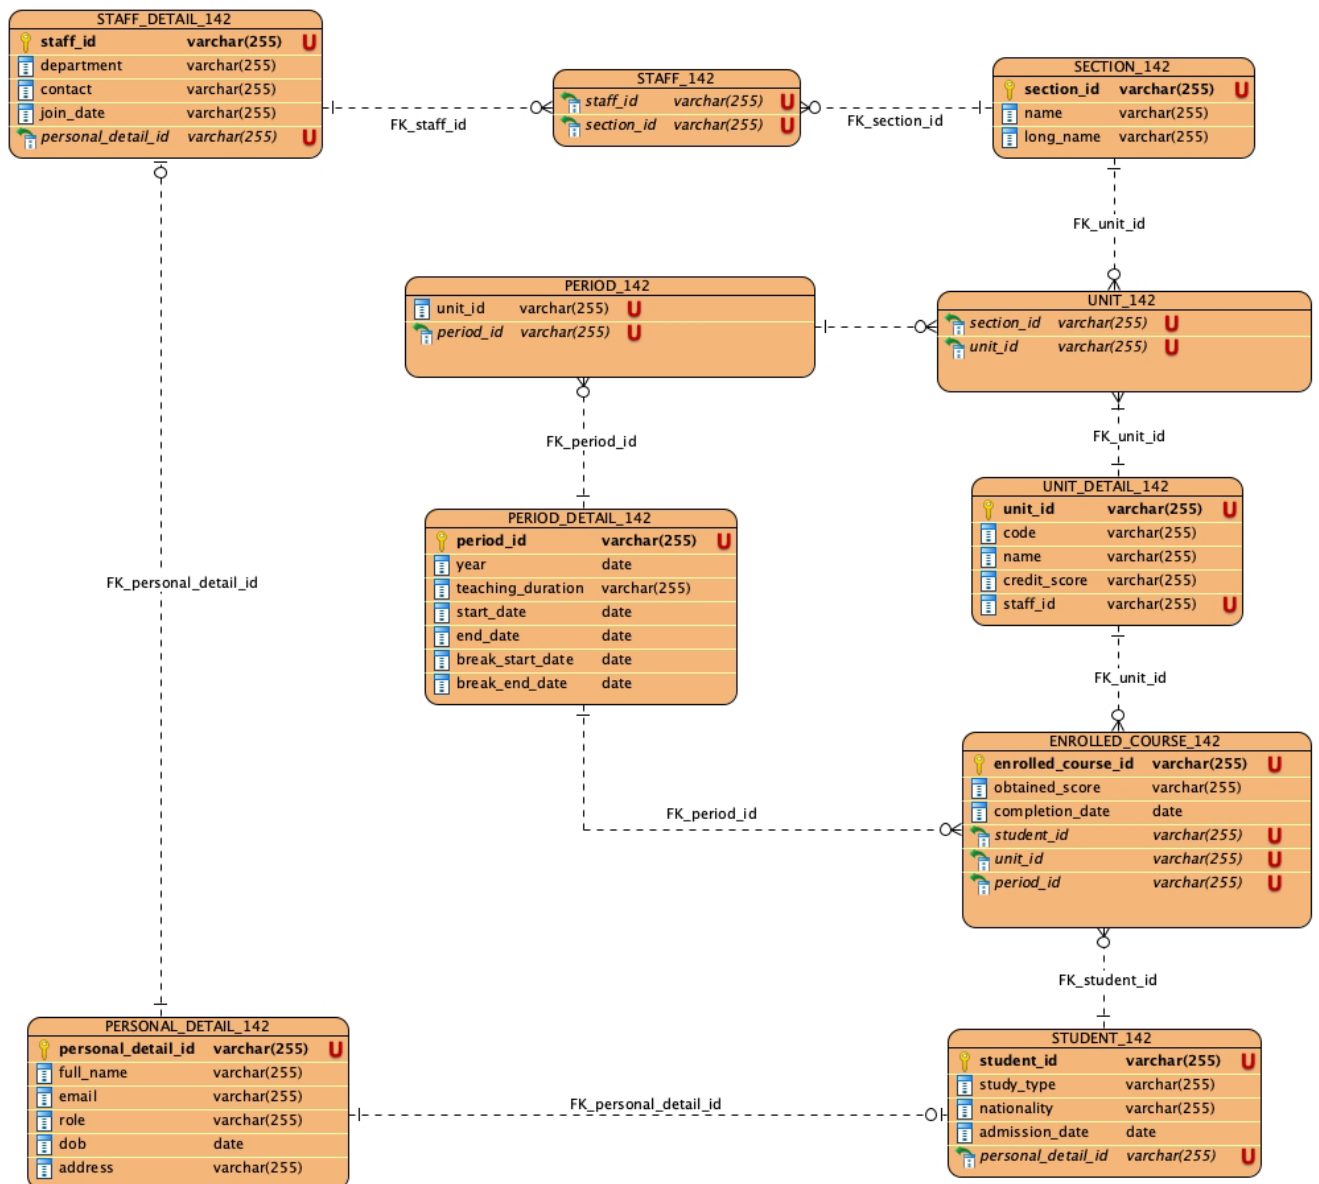 STAFF_DETAIL_142
staff_id varchar(255) U
department varchar(255)
contact varchar(255)
join_date varchar(255)
personal_detail_id varchar(255) U
FK_staff_id
STAFF_142
staff_id varchar(255) U
section_id varchar(255) U
FK_section_id
SECTION_142
section_id varchar(255) U
name varchar(255)
long_name varchar(255)
FK_unit_id
PERIOD_142
unit_id varchar(255) U
period_id varchar(255) U
UNIT_142
section_id varchar(255) U
unit_id varchar(255) U
FK_period_id
FK_unit_id
PERIOD_DETAIL_142
period_id varchar(255) U
year date
teaching_duration varchar(255)
start_date date
end_date date
break_start_date date
break_end_date date
UNIT_DETAIL_142
unit_id varchar(255) U
code varchar(255)
name varchar(255)
credit_score varchar(255)
staff_id varchar(255) U
FK_personal_detail_id
FK_unit_id
FK_period_id
ENROLLED_COURSE_142
enrolled_course_id varchar(255) U
obtained_score varchar(255)
completion_date date
student_id varchar(255) U
unit_id varchar(255) U
period_id varchar(255) U
FK_student_id
PERSONAL_DETAIL_142
personal_detail_id varchar(255) U
full_name varchar(255)
email varchar(255)
role varchar(255)
dob date
address varchar(255)
FK_personal_detail_id
STUDENT_142
student_id varchar(255) U
study_type varchar(255)
nationality varchar(255)
admission_date date
personal_detail_id varchar(255) U